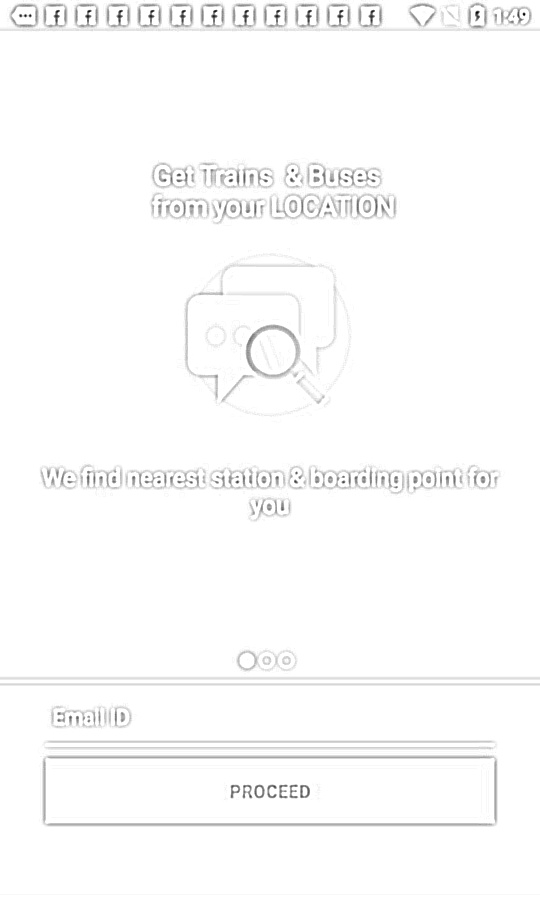 1:49
Get Trains & Buses
from your LOCATION
We find nearest station & boarding point for
you
Email ID
PROCEED